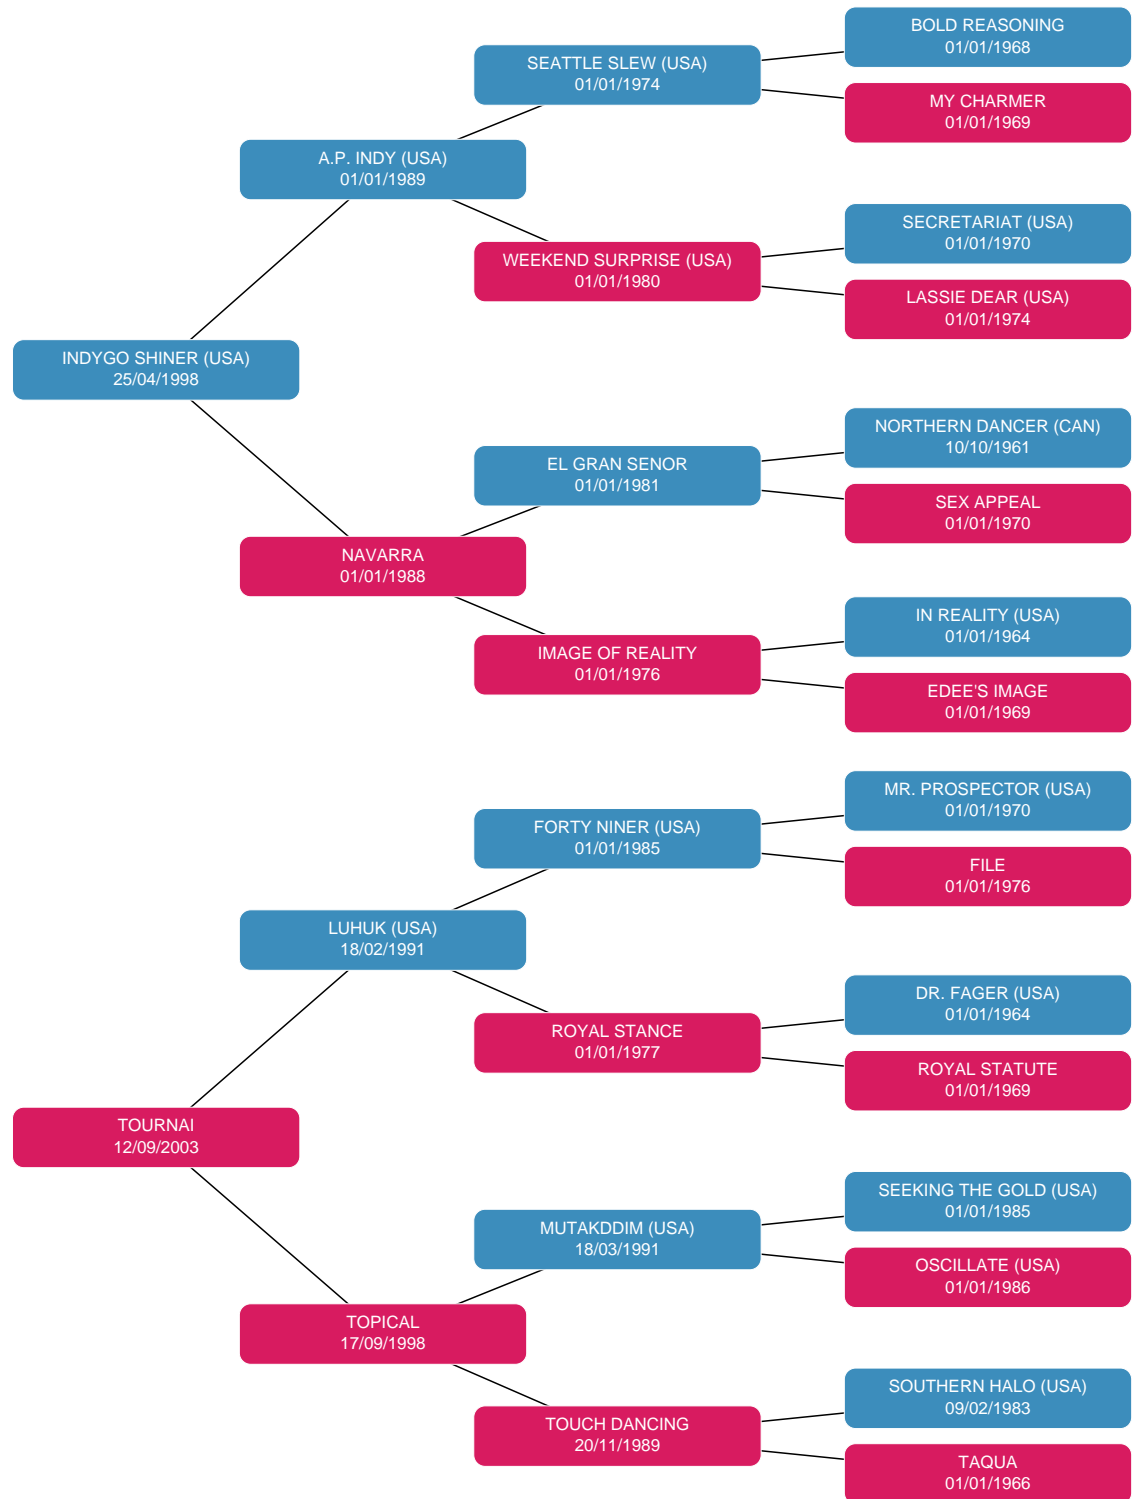 BOLD REASONING
01/01/1968
SEATTLE SLEW (USA)
01/01/1974
MY CHARMER
01/01/1969
A.P. INDY (USA)
01/01/1989
SECRETARIAT (USA)
01/01/1970
WEEKEND SURPRISE (USA)
01/01/1980
LASSIE DEAR (USA)
01/01/1974
INDYGO SHINER (USA)
25/04/1998
NORTHERN DANCER (CAN)
10/10/1961
EL GRAN SENOR
01/01/1981
SEX APPEAL
01/01/1970
NAVARRA
01/01/1988
IN REALITY (USA)
01/01/1964
IMAGE OF REALITY
01/01/1976
EDEE'S IMAGE
01/01/1969
MR. PROSPECTOR (USA)
01/01/1970
FORTY NINER (USA)
01/01/1985
FILE
01/01/1976
LUHUK (USA)
18/02/1991
DR. FAGER (USA)
01/01/1964
ROYAL STANCE
01/01/1977
ROYAL STATUTE
01/01/1969
TOURNAI
12/09/2003
SEEKING THE GOLD (USA)
01/01/1985
MUTAKDDIM (USA)
18/03/1991
OSCILLATE (USA)
01/01/1986
TOPICAL
17/09/1998
SOUTHERN HALO (USA)
09/02/1983
TOUCH DANCING
20/11/1989
TAQUA
01/01/1966